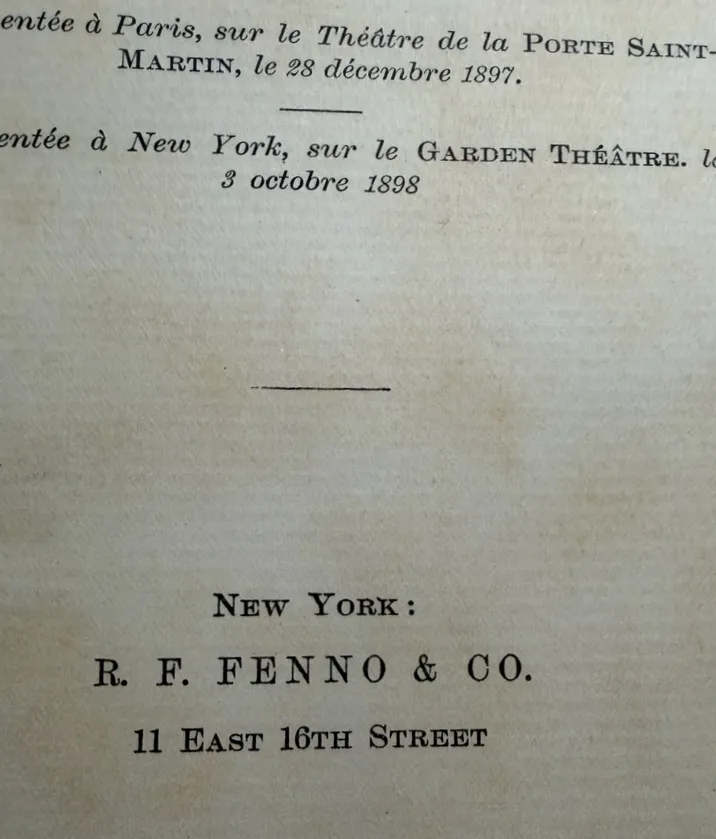 entée à Paris, sur le Théâtre de la PORTE SAINT-
MARTIN, le 28 décembre 1897.
entée à New York, sur le GARDEN THÉÂTRE. le
3 octobre 1898
NEW YORK:
R. F. FENNO & CO.
11 EAST 16TH STREET